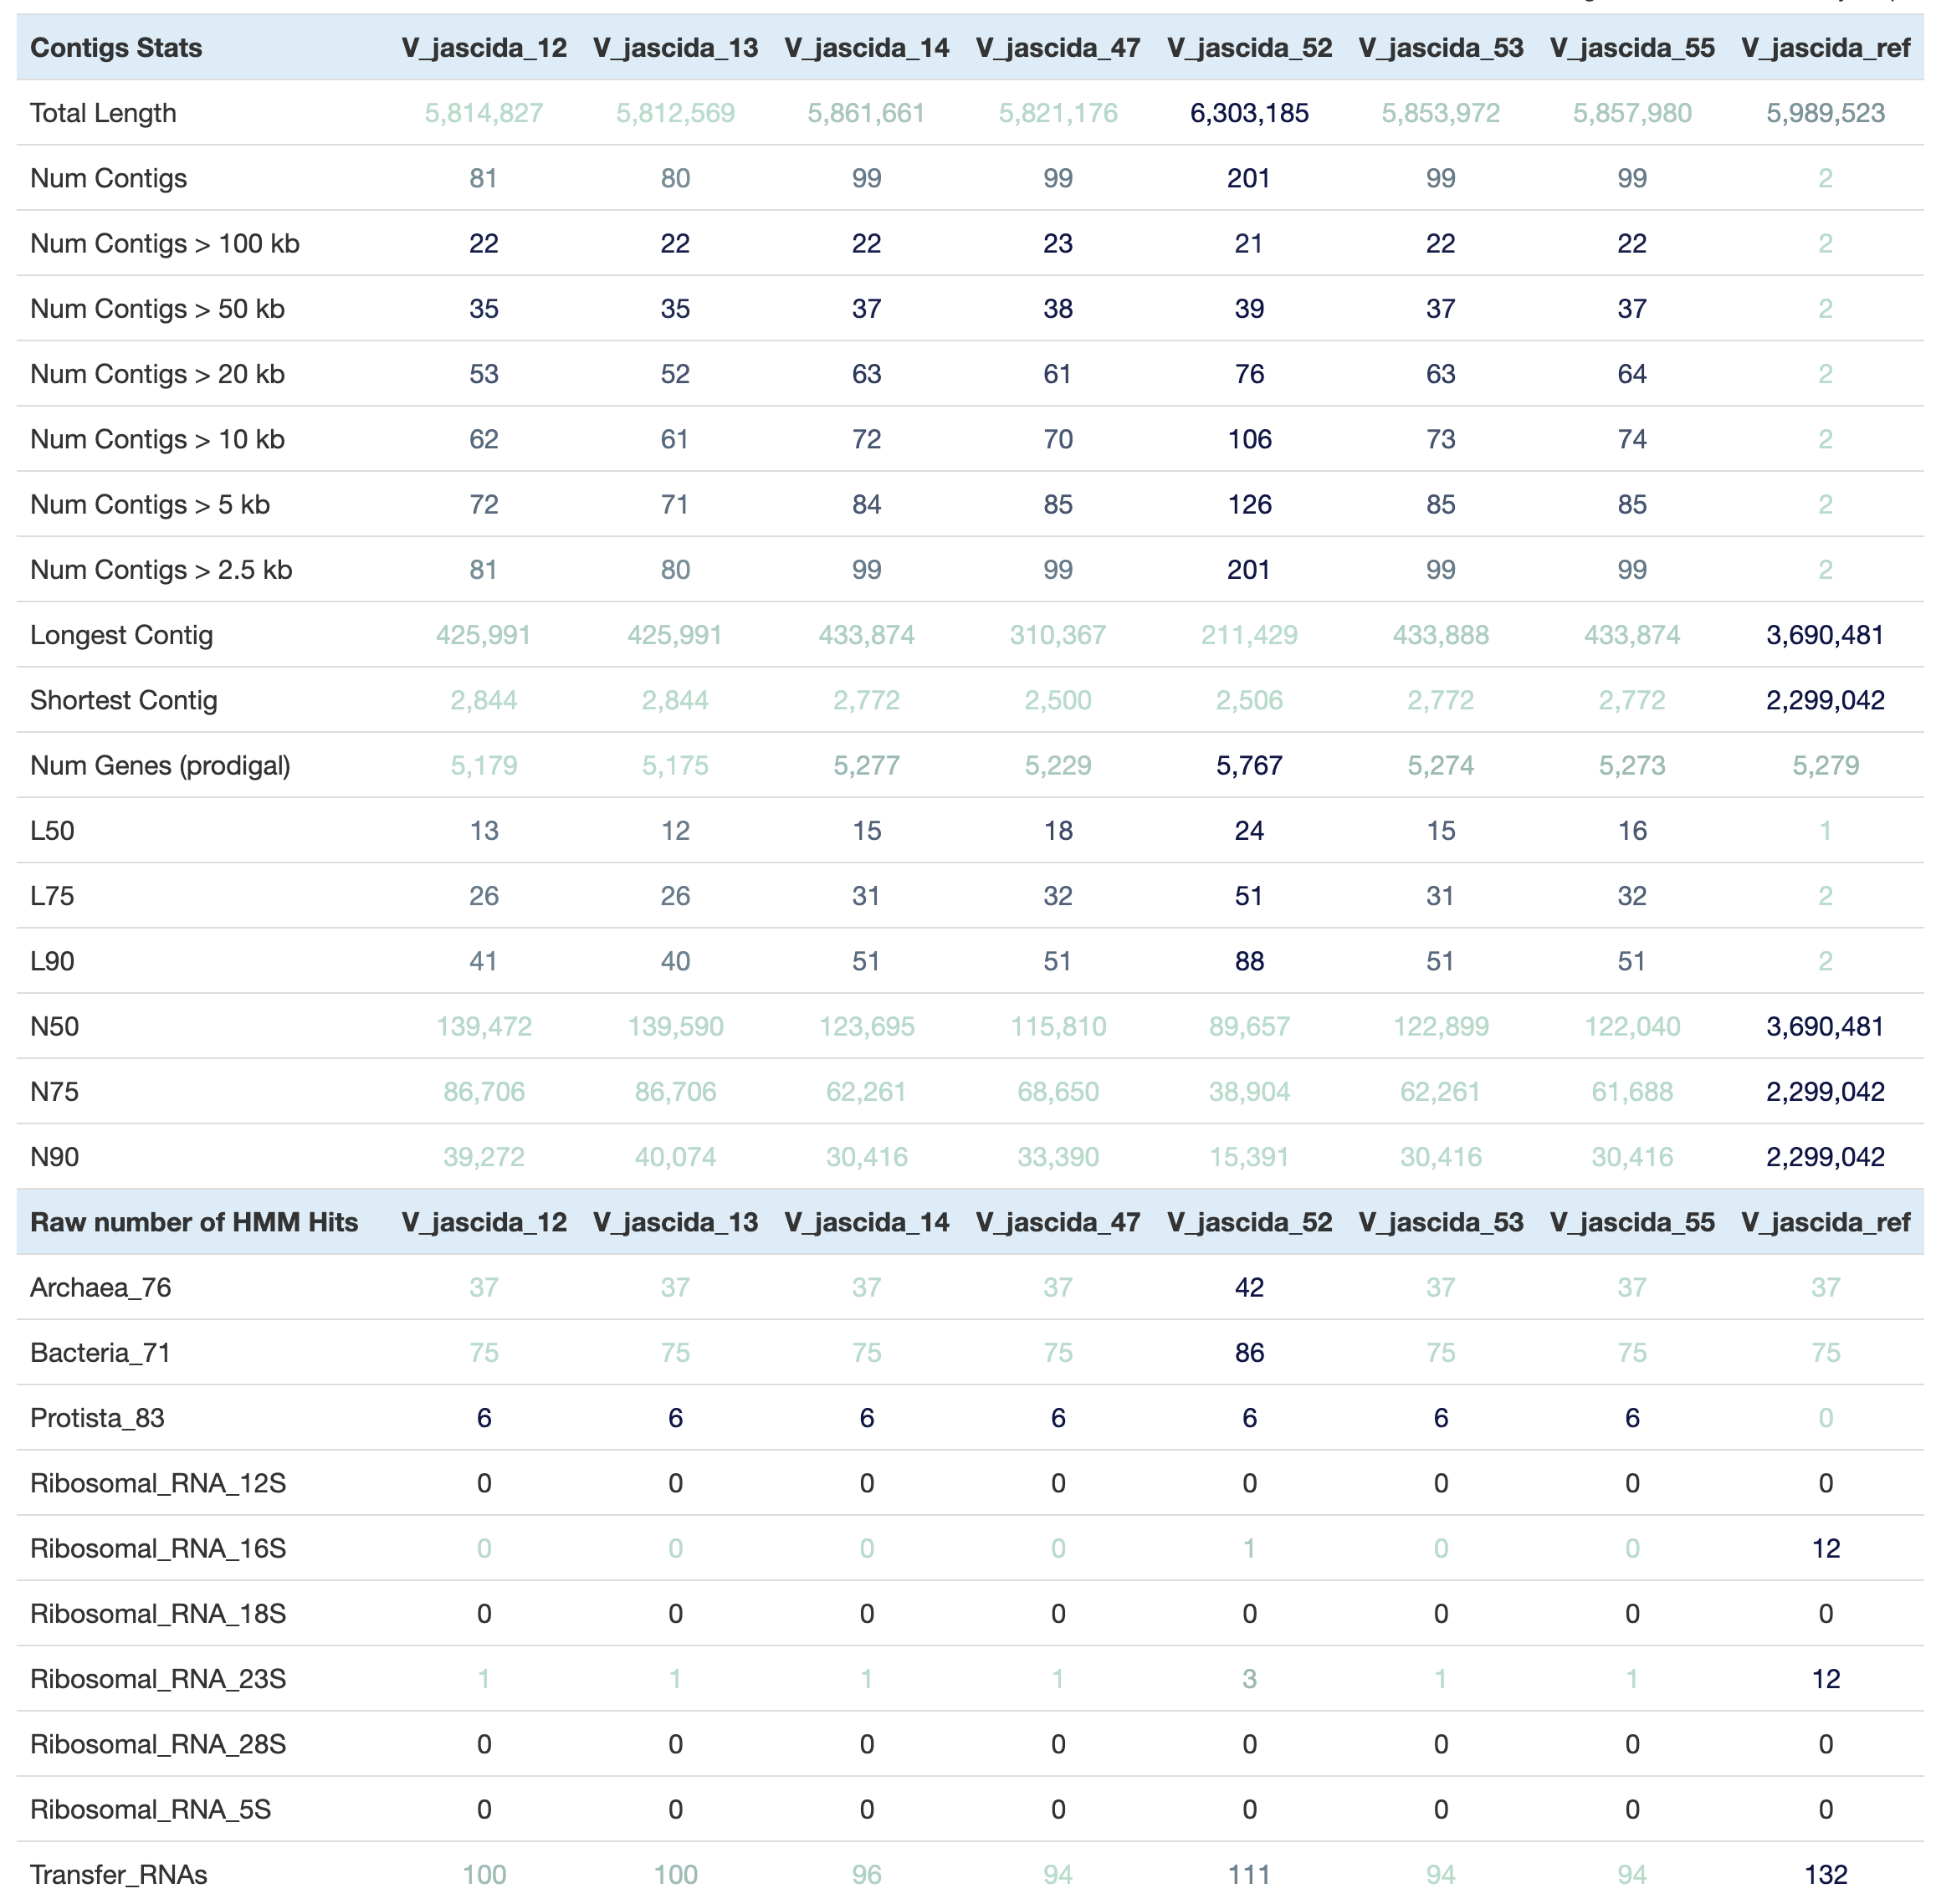 Contigs Stats V_jascida_12 V_jascida_13 V_jascida_14 V_jascida_47 V_jascida_52 V_jascida_53 V_jascida_55 V_jascida_ref
Total Length 5,814,827 5,812,569 5,861,661 5,821,176 6,303,185 5,853,972 5,857,980 5,989,523
Num Contigs 81 80 99 99 201 99 99 2
Num Contigs > 100 kb 22 22 22 23 21 22 22 2
Num Contigs > 50 kb 35 35 37 38 39 37 37 2
Num Contigs > 20 kb 53 52 63 61 76 63 64 2
Num Contigs > 10 kb 62 61 72 70 106 73 74 2
Num Contigs > 5 kb 72 71 84 85 126 85 85 2
Num Contigs > 2.5 kb 81 80 99 99 201 99 99 2
Longest Contig 425,991 425,991 433,874 310,367 211,429 433,888 433,874 3,690,481
Shortest Contig 2,844 2,844 2,772 2,500 2,506 2,772 2,772 2,299,042
Num Genes (prodigal) 5,179 5,175 5,277 5,229 5,767 5,274 5,273 5,279
L50 13 12 15 18 24 15 16 1
L75 26 26 31 32 51 31 32 2
L90 41 40 51 51 88 51 51 2
N50 139,472 139,590 123,695 115,810 89,657 122,899 122,040 3,690,481
N75 86,706 86,706 62,261 68,650 38,904 62,261 61,688 2,299,042
N90 39,272 40,074 30,416 33,390 15,391 30,416 30,416 2,299,042
Raw number of HMM Hits V_jascida_12 V_jascida_13 V_jascida_14 V_jascida_47 V_jascida_52 V_jascida_53 V_jascida_55 V_jascida_ref
Archaea_76 37 37 37 37 42 37 37 37
Bacteria_71 75 75 75 75 86 75 75 75
Protista_83 6 6 6 6 6 6 6 0
Ribosomal_RNA_12S 0 0 0 0 0 0 0 0
Ribosomal_RNA_16S 0 0 0 0 1 0 0 12
Ribosomal_RNA_18S 0 0 0 0 0 0 0 0
Ribosomal_RNA_23S 1 1 1 1 3 1 1 12
Ribosomal_RNA_28S 0 0 0 0 0 0 0 0
Ribosomal_RNA_5S 0 0 0 0 0 0 0 0
Transfer_RNAs 100 100 96 94 111 94 94 132